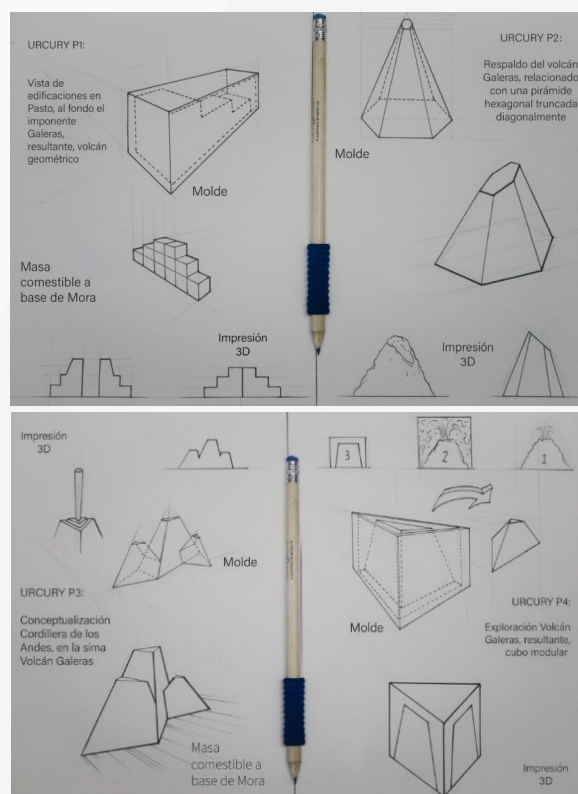 URCURY P1:
Vista de
edificaciones en
Pasto, al fondo el
imponente
Galeras,
resultante, volcán
geométrico
Molde
Masa
comestible a
base de Mora
Impresión
3D
URCURY P2:
Respaldo del volcán
Galeras, relacionado
con una pirámide
hexagonal truncada
diagonalmente
Molde
Impresión
3D
Impresión
3D
Molde
URCURY P3:
Conceptualización
Cordillera de los
Andes, en la sima
Volcán Galeras
Masa
comestible a
base de Mora
3
2
1
Molde
URCURY P4:
Exploración Volcán
Galeras, resultante,
cubo modular
Impresión
3D